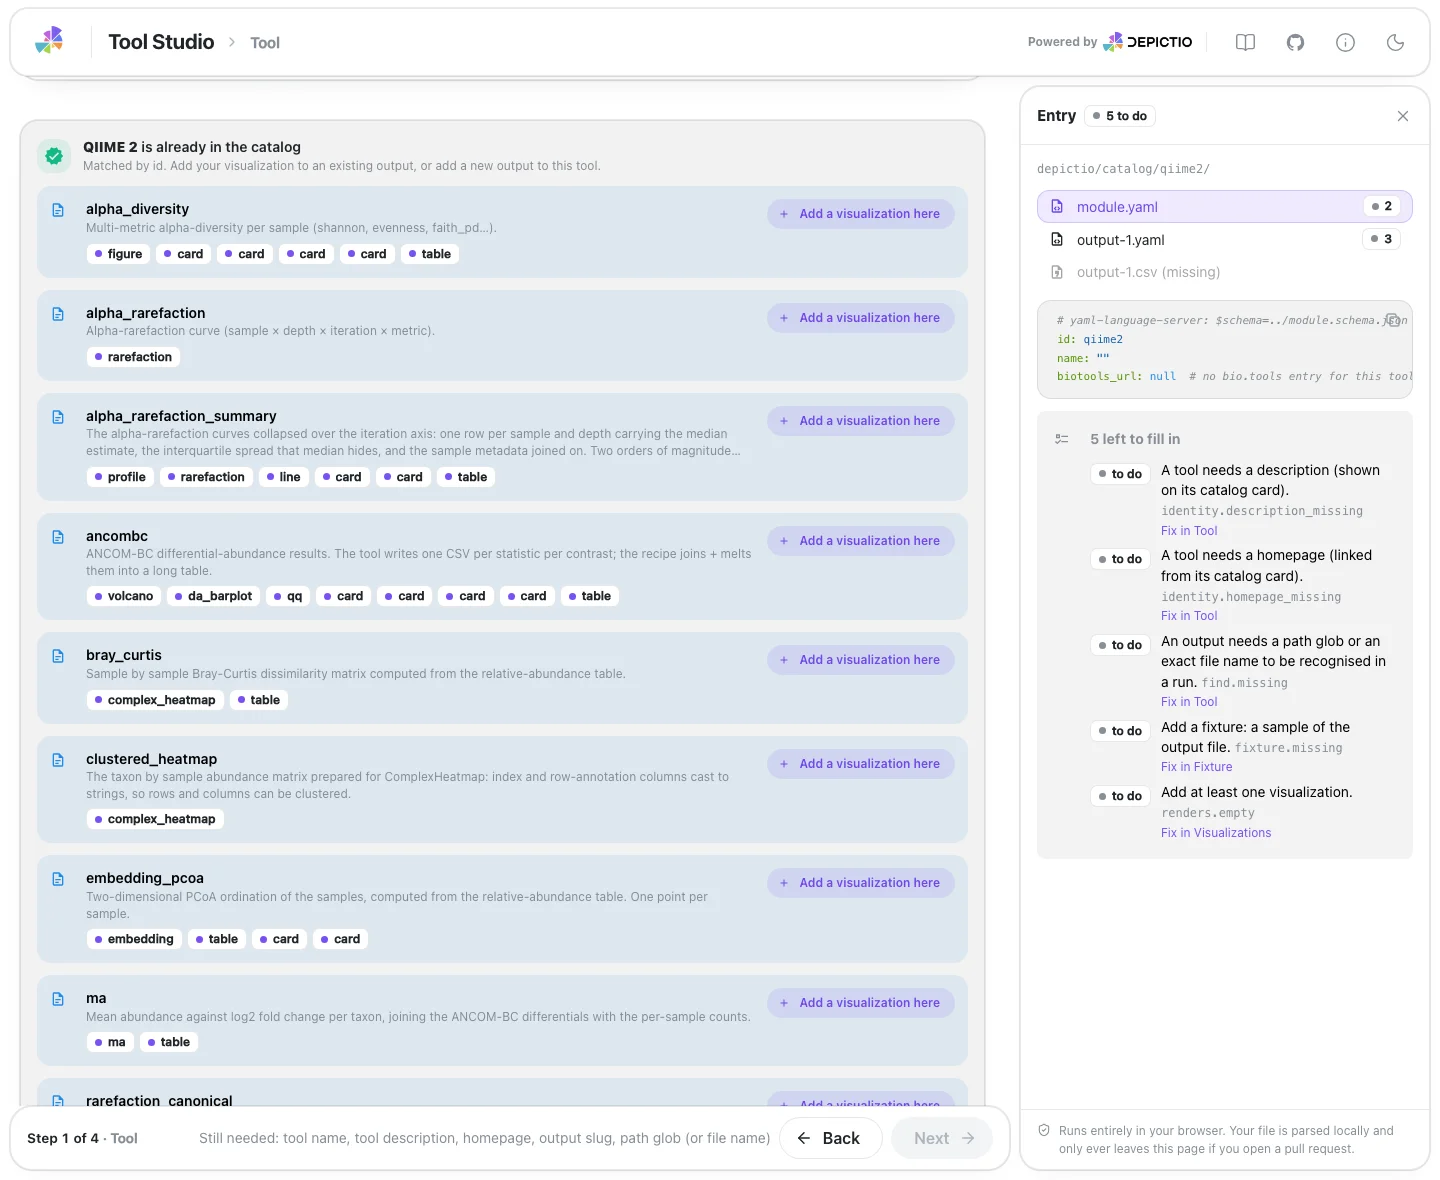 Tool Studio
Tool
Powered by DEPICTIO
QIIME 2 is already in the catalog
Matched by id. Add your visualization to an existing output, or add a new output to this tool.
alpha_diversity
Multi-metric alpha-diversity per sample (shannon, evenness, faith_pd…).
figure card card card card table
+ Add a visualization here
alpha_rarefaction
Alpha-rarefaction curve (sample × depth × iteration × metric).
rarefaction
+ Add a visualization here
alpha_rarefaction_summary
The alpha-rarefaction curves collapsed over the iteration axis: one row per sample and depth carrying the median
estimate, the interquartile spread that median hides, and the sample metadata joined on. Two orders of magnitude…
profile rarefaction line card card table
+ Add a visualization here
ancombc
ANCOM-BC differential-abundance results. The tool writes one CSV per statistic per contrast; the recipe joins + melts
them into a long table.
volcano da_barplot qq card card card card table
+ Add a visualization here
bray_curtis
Sample by sample Bray-Curtis dissimilarity matrix computed from the relative-abundance table.
complex_heatmap table
+ Add a visualization here
clustered_heatmap
The taxon by sample abundance matrix prepared for ComplexHeatmap: index and row-annotation columns cast to
strings, so rows and columns can be clustered.
complex_heatmap
+ Add a visualization here
embedding_pcoa
Two-dimensional PCoA ordination of the samples, computed from the relative-abundance table. One point per
sample.
embedding table card card
+ Add a visualization here
ma
Mean abundance against log2 fold change per taxon, joining the ANCOM-BC differentials with the per-sample counts.
ma table
+ Add a visualization here
rarefaction_canonical
+ Add a visualization here
Step 1 of 4 · Tool
Still needed: tool name, tool description, homepage, output slug, path glob (or file name)
Back
Next
Entry
5 to do
depictio/catalog/qiime2/
module.yaml 2
output-1.yaml 3
output-1.csv (missing)
# yaml-language-server: $schema=../module.schema.json
id: qiime2
name: ""
biotools_url: null # no bio.tools entry for this tool
5 left to fill in
to do
A tool needs a description (shown
on its catalog card).
identity.description_missing
Fix in Tool
to do
A tool needs a homepage (linked
from its catalog card).
identity.homepage_missing
Fix in Tool
to do
An output needs a path glob or an
exact file name to be recognised in
a run. find.missing
Fix in Tool
to do
Add a fixture: a sample of the
output file. fixture.missing
Fix in Fixture
to do
Add at least one visualization.
renders.empty
Fix in Visualizations
Runs entirely in your browser. Your file is parsed locally and
only ever leaves this page if you open a pull request.